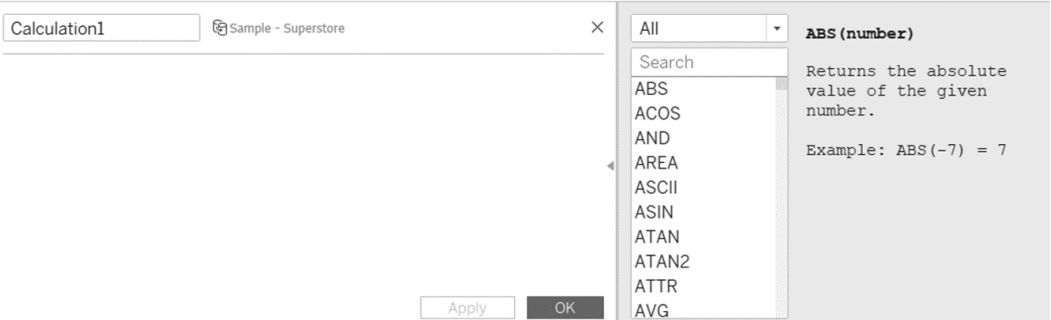 Calculation1
Sample - Superstore
Apply
OK
All
Search
ABS
ACOS
AND
AREA
ASCII
ASIN
ATAN
ATAN2
ATTR
AVG
ABS(number)
Returns the absolute
value of the given
number.
Example: ABS(-7) = 7